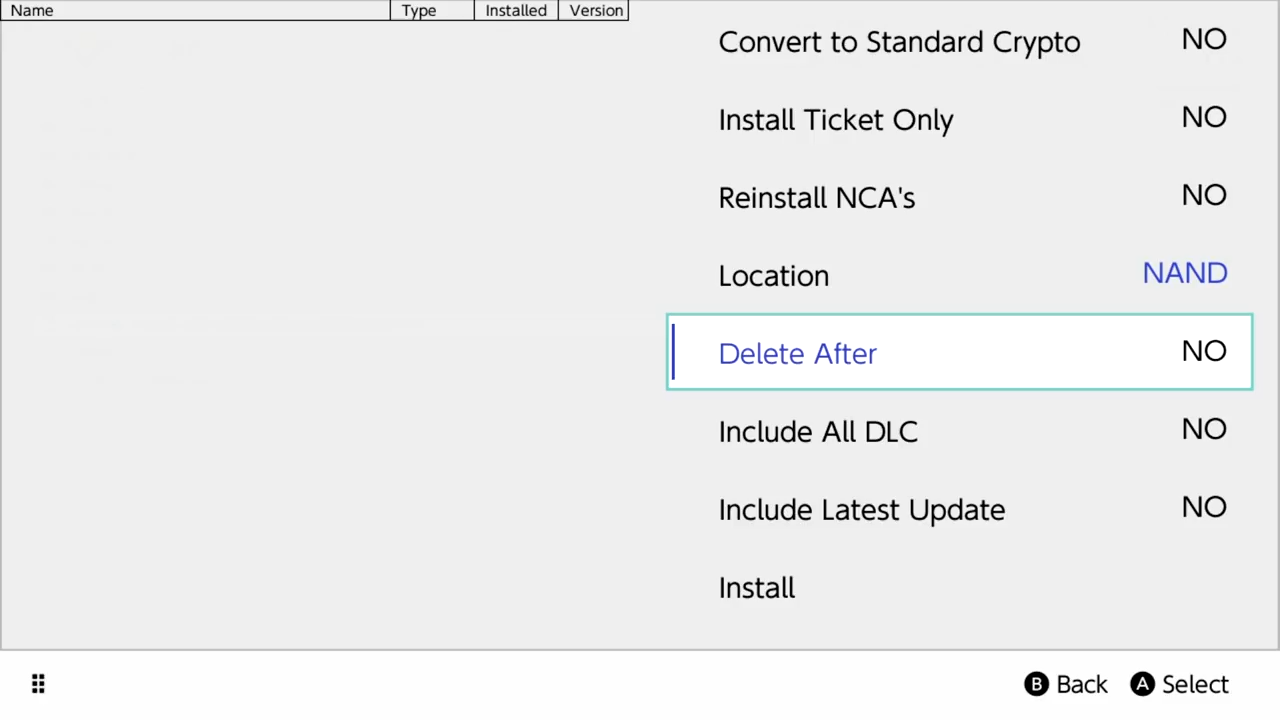 Name Type Installed Version
Convert to Standard Crypto NO
Install Ticket Only NO
Reinstall NCA's NO
Location NAND
Delete After NO
Include All DLC NO
Include Latest Update NO
Install
B Back A Select